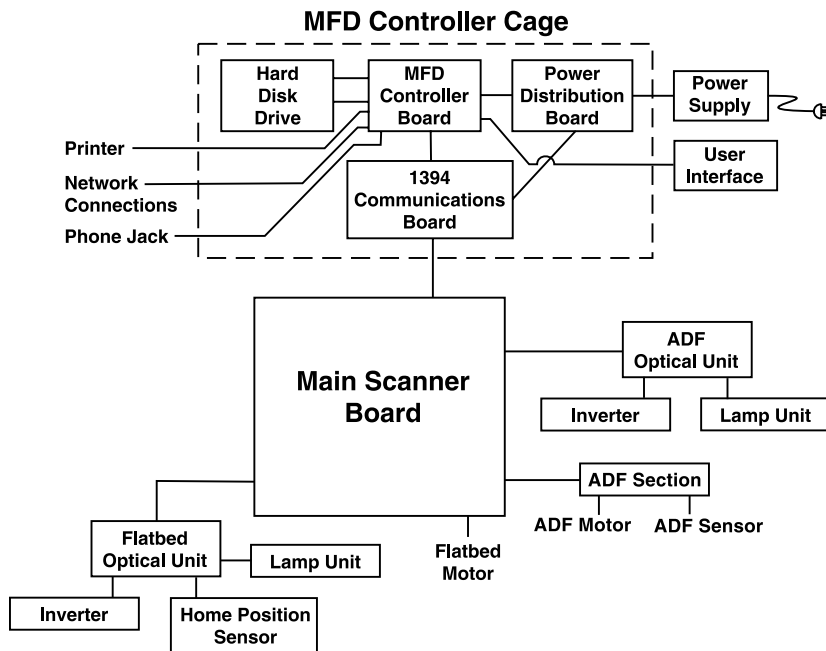 MFD Controller Cage
Hard
Disk
Drive
MFD
Controller
Board
Power
Distribution
Board
Power
Supply
Printer
Network
Connections
Phone Jack
User
Interface
1394
Communications
Board
Main Scanner
Board
ADF
Optical Unit
Inverter
Lamp Unit
ADF Section
ADF Motor
ADF Sensor
Flatbed
Motor
Flatbed
Optical Unit
Lamp Unit
Inverter
Home Position
Sensor